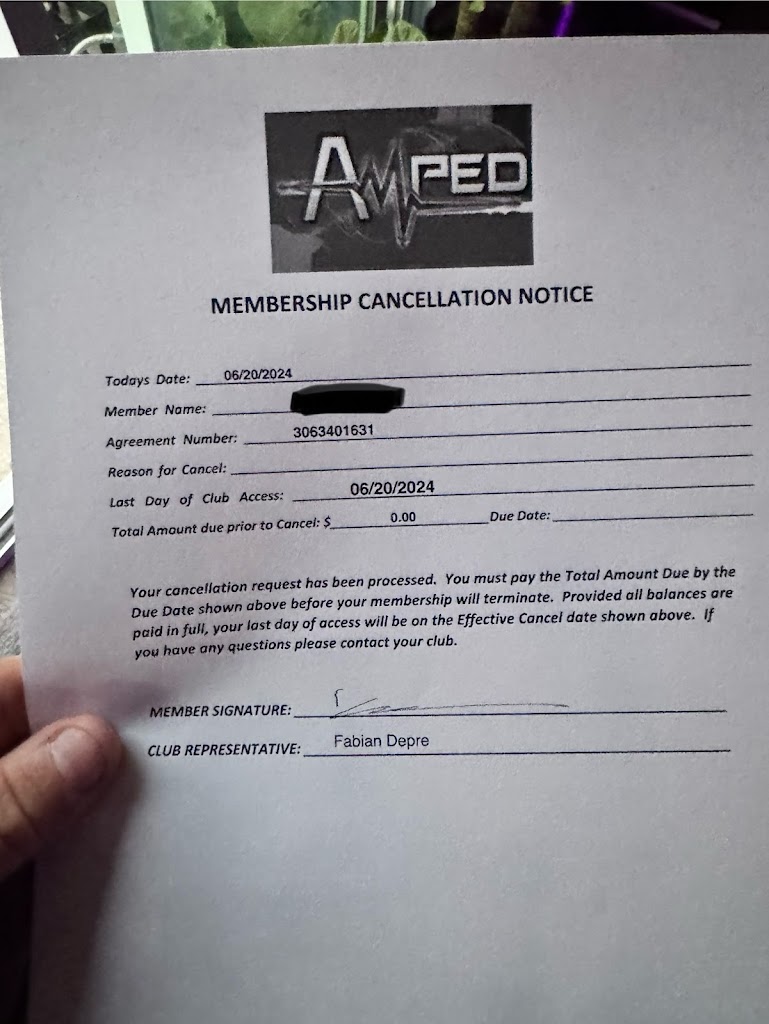 AMPED
MEMBERSHIP CANCELLATION NOTICE
Todays Date: 06/20/2024
Member Name:
Agreement Number: 3063401631
Reason for Cancel:
Last Day of Club Access: 06/20/2024
Total Amount due prior to Cancel: $ 0.00 Due Date:
Your cancellation request has been processed. You must pay the Total Amount Due by the
Due Date shown above before your membership will terminate. Provided all balances are
paid in full, your last day of access will be on the Effective Cancel date shown above. If
you have any questions please contact your club.
MEMBER SIGNATURE:
CLUB REPRESENTATIVE: Fabian Depre